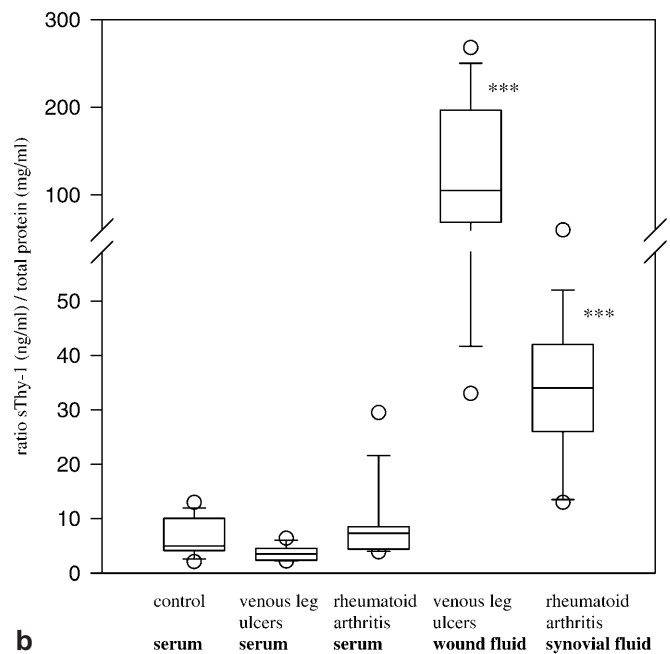 300
200
100
50
40
30
20
10
0
ratio sThy-1 (ng/ml) / total protein (mg/ml)
***
***
control
serum
venous leg
ulcers
serum
rheumatoid
arthritis
serum
venous leg
ulcers
wound fluid
rheumatoid
arthritis
synovial fluid
b